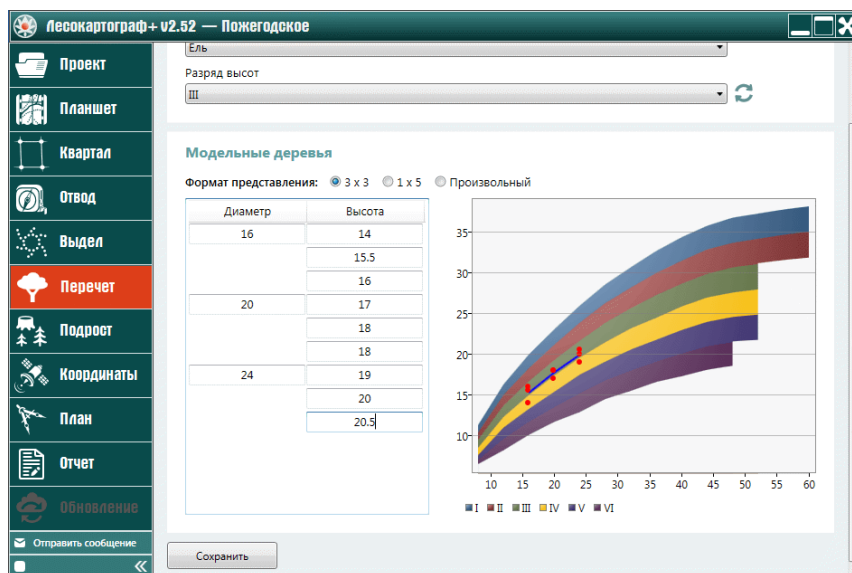 Лесокартограф+ v2.52 — Пожегодское
Проект
Планшет
Квартал
Отвод
Выдел
Перечет
Подрост
Координаты
План
Отчет
Обновление
Отправить сообщение
Ель
Разряд высот
III
Модельные деревья
Формат представления: 3 x 3 1 x 5 Произвольный
Диаметр Высота
16 14
15.5
16
20 17
18
18
24 19
20
20.5
35
30
25
20
15
10
10 15 20 25 30 35 40 45 50 55 60
I II III IV V VI
Сохранить